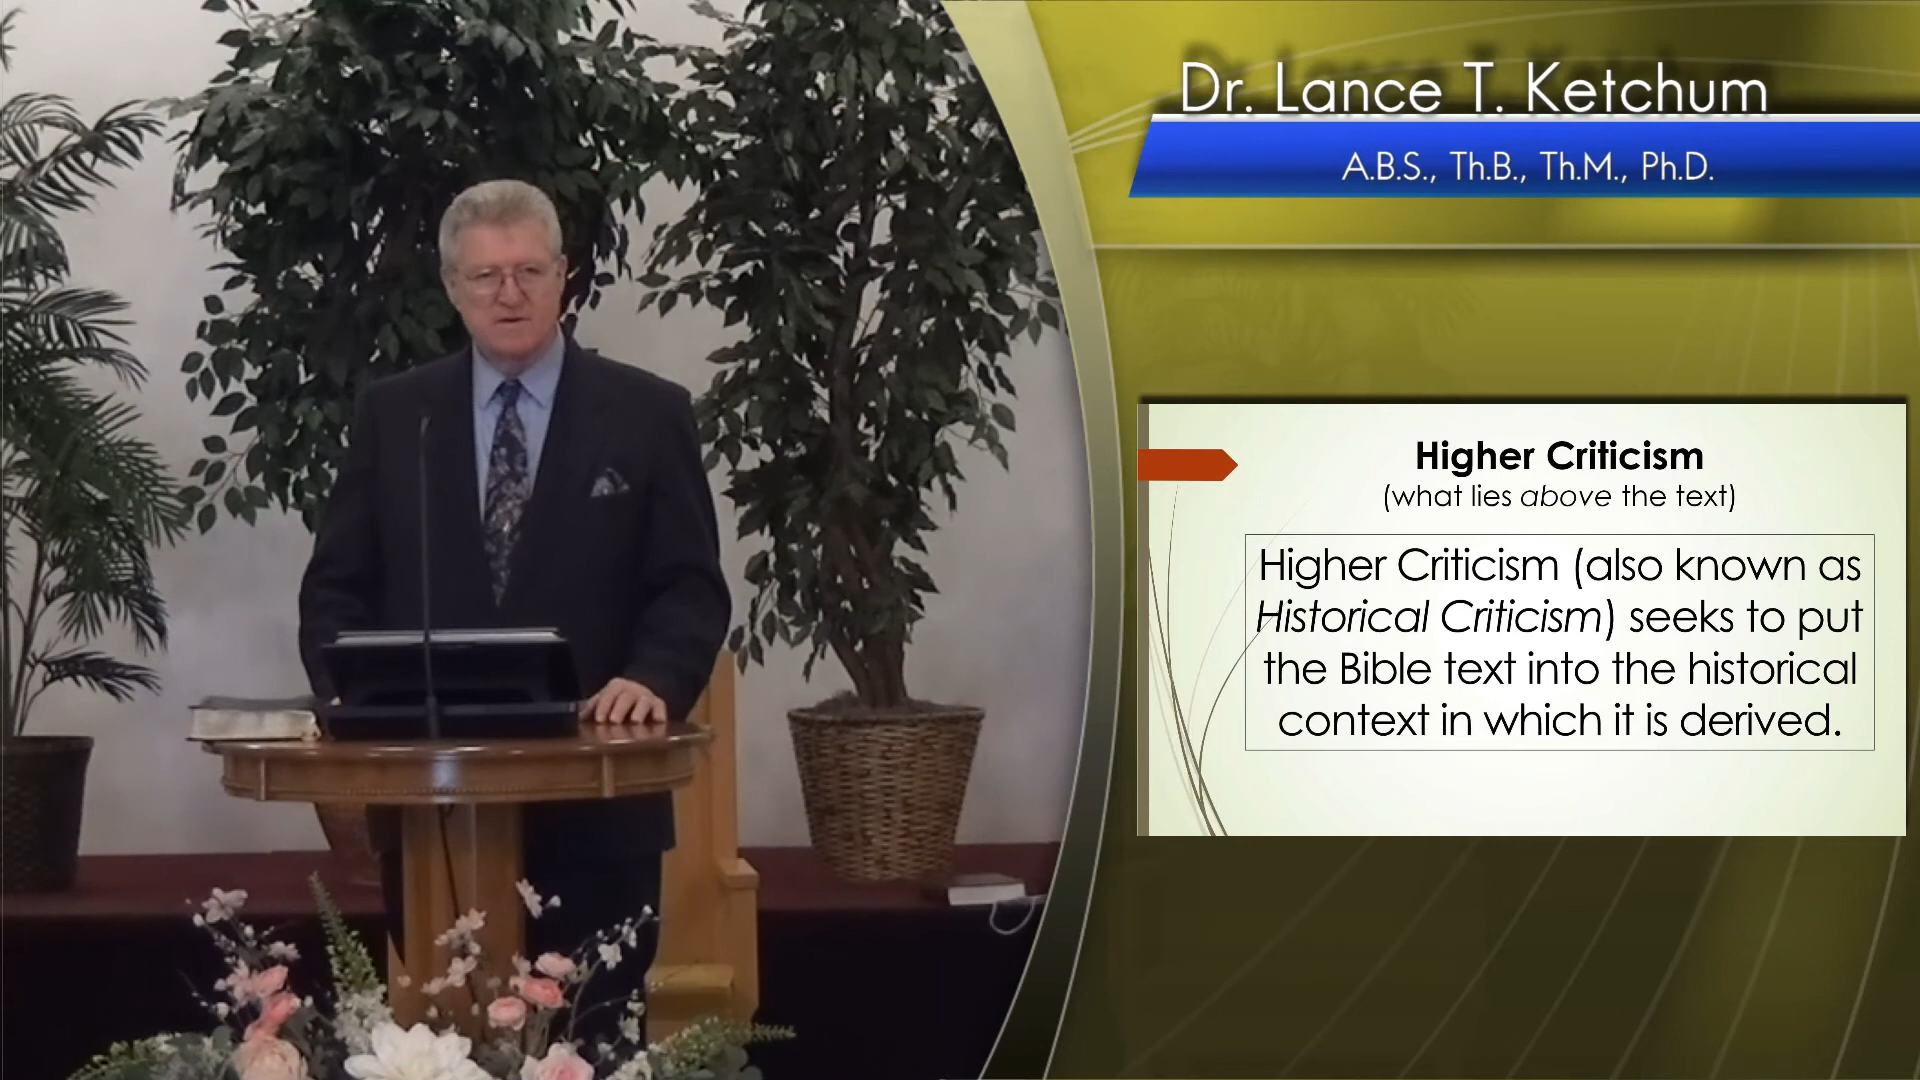 Dr. Lance T. Ketchum
A.B.S., Th.B., Th.M., Ph.D.
Higher Criticism
(what lies above the text)
Higher Criticism (also known as
Historical Criticism) seeks to put
the Bible text into the historical
context in which it is derived.